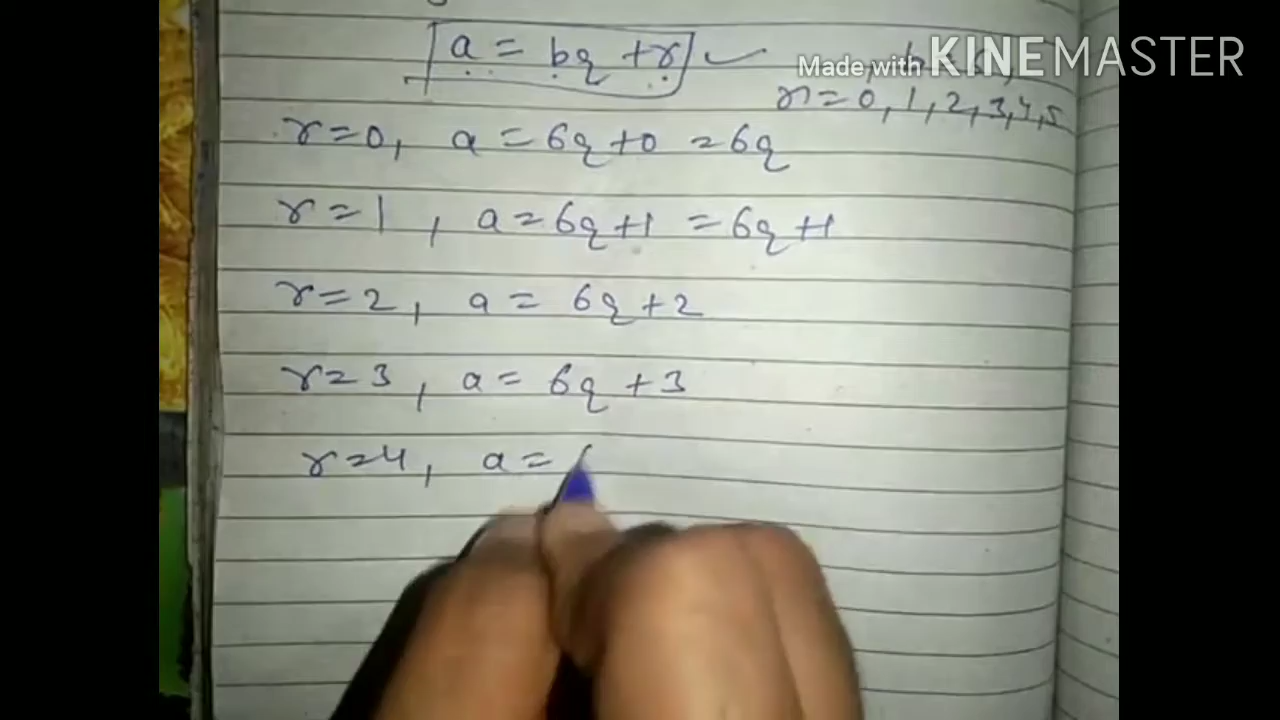 a = bq + r
Made with KINEMASTER
r = 0, 1, 2, 3, 4, 5
r = 0, a = 6q + 0 = 6q
r = 1, a = 6q + 1 = 6q + 1
r = 2, a = 6q + 2
r = 3, a = 6q + 3
r = 4, a =